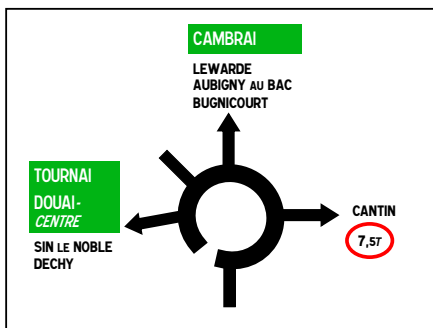 CAMBRAI
LEWARDE
AUBIGNY AU BAC
BUGNICOURT
TOURNAI
DOUAI-
CENTRE
SIN LE NOBLE
DECHY
CANTIN
7,5T